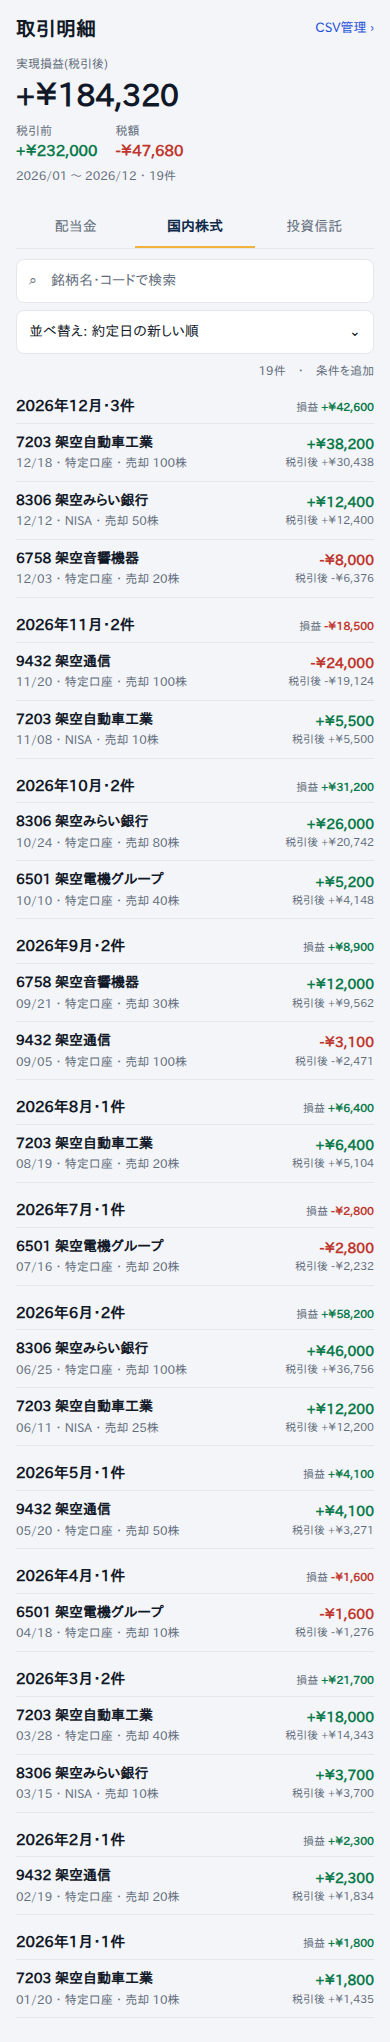 取引明細
CSV管理 ›
実現損益(税引後)
+¥184,320
税引前 税額
+¥232,000 -¥47,680
2026/01 〜 2026/12・19件
配当金 国内株式 投資信託
銘柄名・コードで検索
並べ替え: 約定日の新しい順
19件 ・ 条件を追加
2026年12月・3件 損益 +¥42,600
7203 架空自動車工業 +¥38,200
12/18・特定口座・売却 100株 税引後 +¥30,438
8306 架空みらい銀行 +¥12,400
12/12・NISA・売却 50株 税引後 +¥12,400
6758 架空音響機器 -¥8,000
12/03・特定口座・売却 20株 税引後 -¥6,376
2026年11月・2件 損益 -¥18,500
9432 架空通信 -¥24,000
11/20・特定口座・売却 100株 税引後 -¥19,124
7203 架空自動車工業 +¥5,500
11/08・NISA・売却 10株 税引後 +¥5,500
2026年10月・2件 損益 +¥31,200
8306 架空みらい銀行 +¥26,000
10/24・特定口座・売却 80株 税引後 +¥20,742
6501 架空電機グループ +¥5,200
10/10・特定口座・売却 40株 税引後 +¥4,148
2026年9月・2件 損益 +¥8,900
6758 架空音響機器 +¥12,000
09/21・特定口座・売却 30株 税引後 +¥9,562
9432 架空通信 -¥3,100
09/05・特定口座・売却 100株 税引後 -¥2,471
2026年8月・1件 損益 +¥6,400
7203 架空自動車工業 +¥6,400
08/19・特定口座・売却 20株 税引後 +¥5,104
2026年7月・1件 損益 -¥2,800
6501 架空電機グループ -¥2,800
07/16・特定口座・売却 20株 税引後 -¥2,232
2026年6月・2件 損益 +¥58,200
8306 架空みらい銀行 +¥46,000
06/25・特定口座・売却 100株 税引後 +¥36,756
7203 架空自動車工業 +¥12,200
06/11・NISA・売却 25株 税引後 +¥12,200
2026年5月・1件 損益 +¥4,100
9432 架空通信 +¥4,100
05/20・特定口座・売却 50株 税引後 +¥3,271
2026年4月・1件 損益 -¥1,600
6501 架空電機グループ -¥1,600
04/18・特定口座・売却 10株 税引後 -¥1,276
2026年3月・2件 損益 +¥21,700
7203 架空自動車工業 +¥18,000
03/28・特定口座・売却 40株 税引後 +¥14,343
8306 架空みらい銀行 +¥3,700
03/15・NISA・売却 10株 税引後 +¥3,700
2026年2月・1件 損益 +¥2,300
9432 架空通信 +¥2,300
02/19・特定口座・売却 20株 税引後 +¥1,834
2026年1月・1件 損益 +¥1,800
7203 架空自動車工業 +¥1,800
01/20・特定口座・売却 10株 税引後 +¥1,435